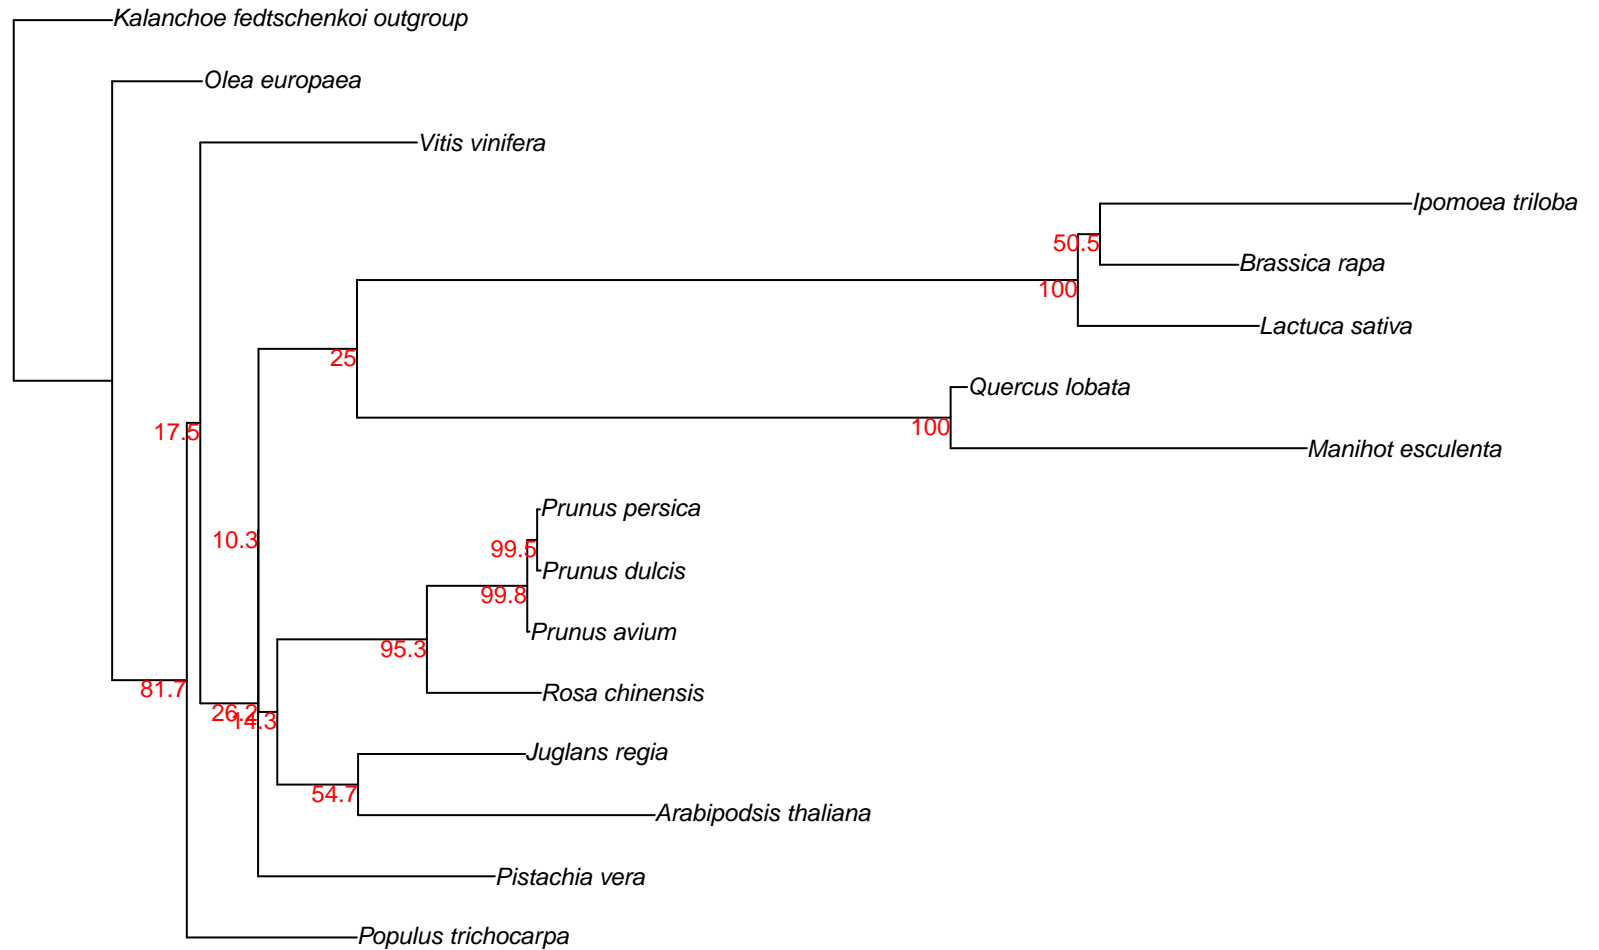 Kalanchoe fedtschenkoi outgroup
Olea europaea
Vitis vinifera
Ipomoea triloba
50.5
Brassica rapa
100
Lactuca sativa
25
Quercus lobata
100
Manihot esculenta
17.5
Prunus persica
10.3
99.5
Prunus dulcis
99.8
Prunus avium
95.3
Rosa chinensis
81.7
26.2
14.3
Juglans regia
54.7
Arabipodsis thaliana
Pistachia vera
Populus trichocarpa